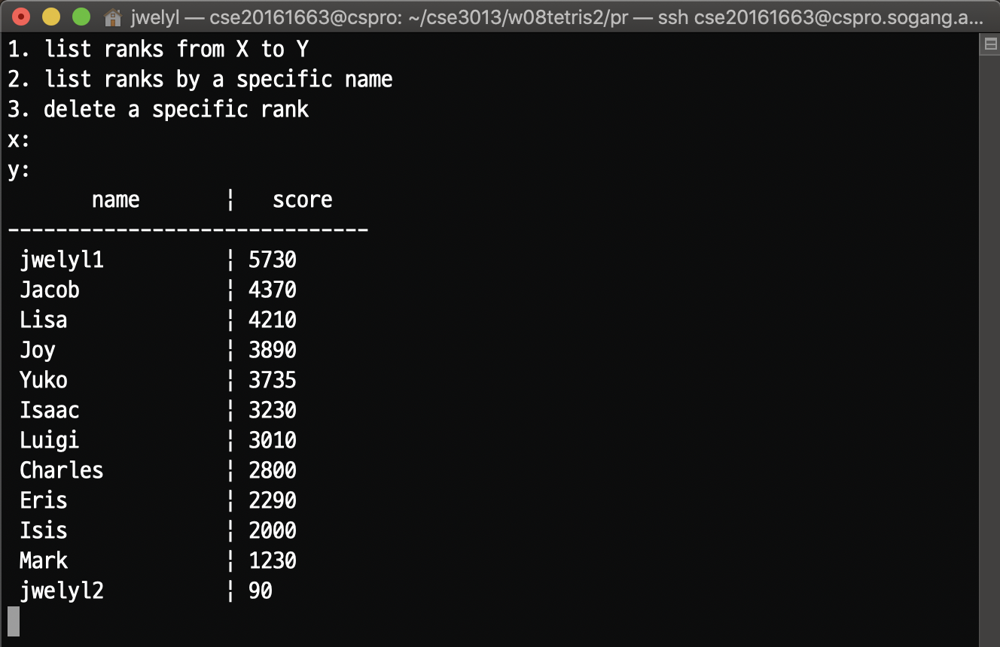 jwelyl — cse20161663@cspro: ~/cse3013/w08tetris2/pr — ssh cse20161663@cspro.sogang.a...
1. list ranks from X to Y
2. list ranks by a specific name
3. delete a specific rank
x:
y:
name ¦ score
------------------------------
jwelyl1 ¦ 5730
Jacob ¦ 4370
Lisa ¦ 4210
Joy ¦ 3890
Yuko ¦ 3735
Isaac ¦ 3230
Luigi ¦ 3010
Charles ¦ 2800
Eris ¦ 2290
Isis ¦ 2000
Mark ¦ 1230
jwelyl2 ¦ 90